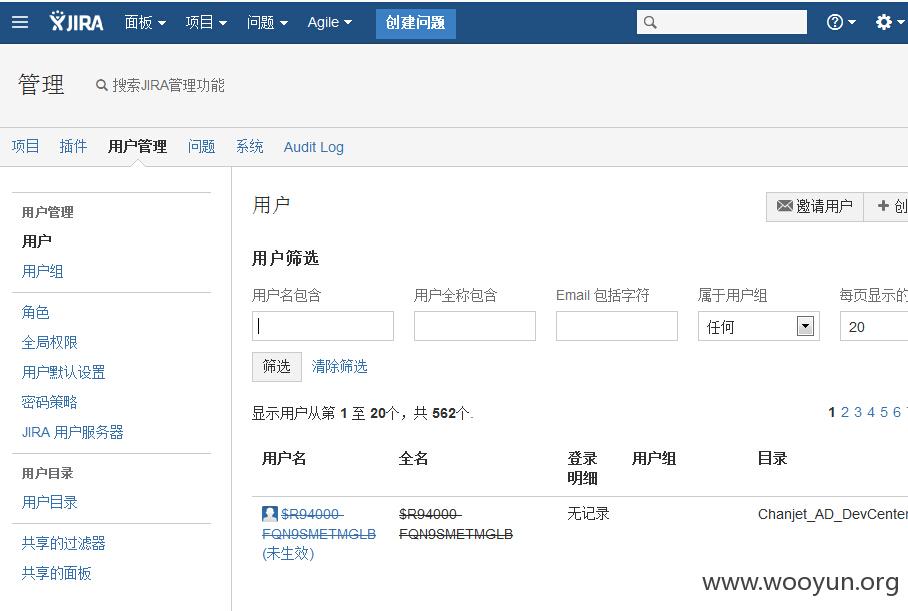 JIRA 面板 项目 问题 Agile 创建问题
管理 搜索JIRA管理功能
项目 插件 用户管理 问题 系统 Audit Log
用户管理
用户
用户组
角色
全局权限
用户默认设置
密码策略
JIRA 用户服务器
用户目录
用户目录
共享的过滤器
共享的面板
用户
邀请用户 + 创
用户筛选
用户名包含 用户全称包含 Email 包括字符 属于用户组 每页显示的
任何 20
筛选 清除筛选
显示用户从第 1 至 20个，共 562个.
1 2 3 4 5 6
用户名 全名 登录 用户组 目录
明细
$R94000- $R94000- 无记录 Chanjet_AD_DevCenter
FQN9SMETMGLB FQN9SMETMGLB
(未生效)
www.wooyun.org